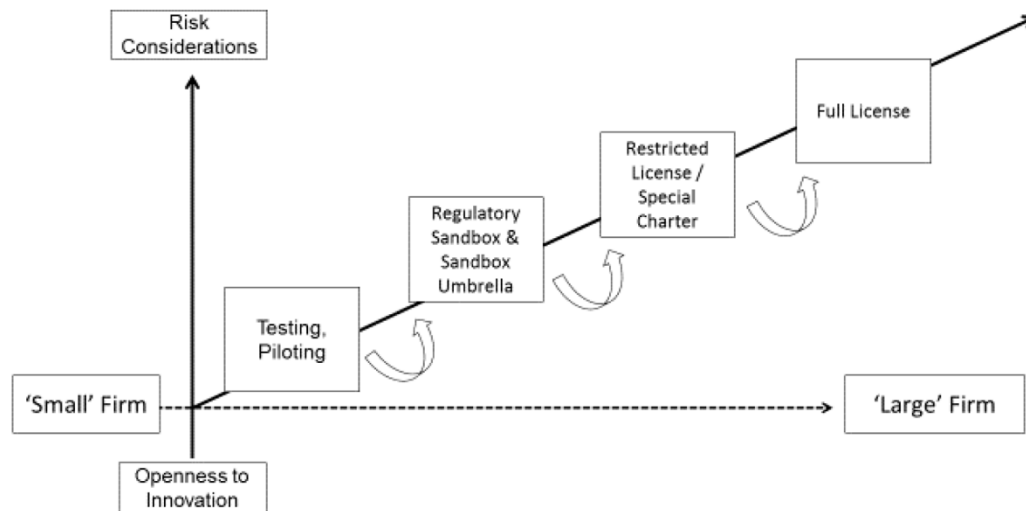 Risk
Considerations
Full License
Restricted
License /
Special
Charter
Regulatory
Sandbox &
Sandbox
Umbrella
Testing,
Piloting
‘Small’ Firm
‘Large’ Firm
Openness to
Innovation